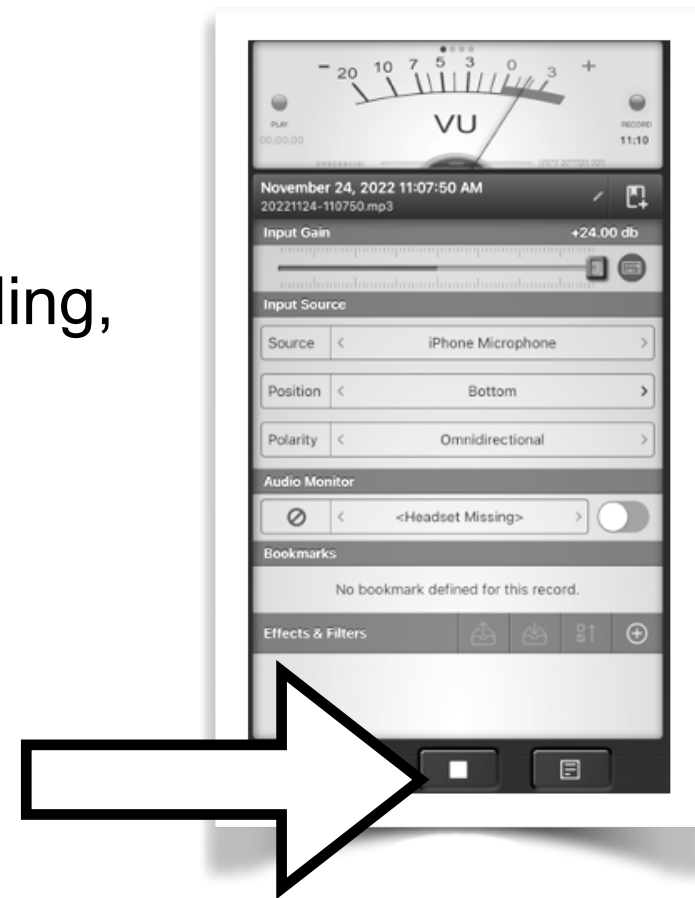 - 20 10 7 5 3 0 3 +
PLAY
00:00:00
VU
RECORD
11:10
November 24, 2022 11:07:50 AM
20221124-110750.mp3
Input Gain +24.00 db
ling,
Input Source
Source < iPhone Microphone >
Position < Bottom >
Polarity < Omnidirectional >
Audio Monitor
< <Headset Missing> >
Bookmarks
No bookmark defined for this record.
Effects & Filters